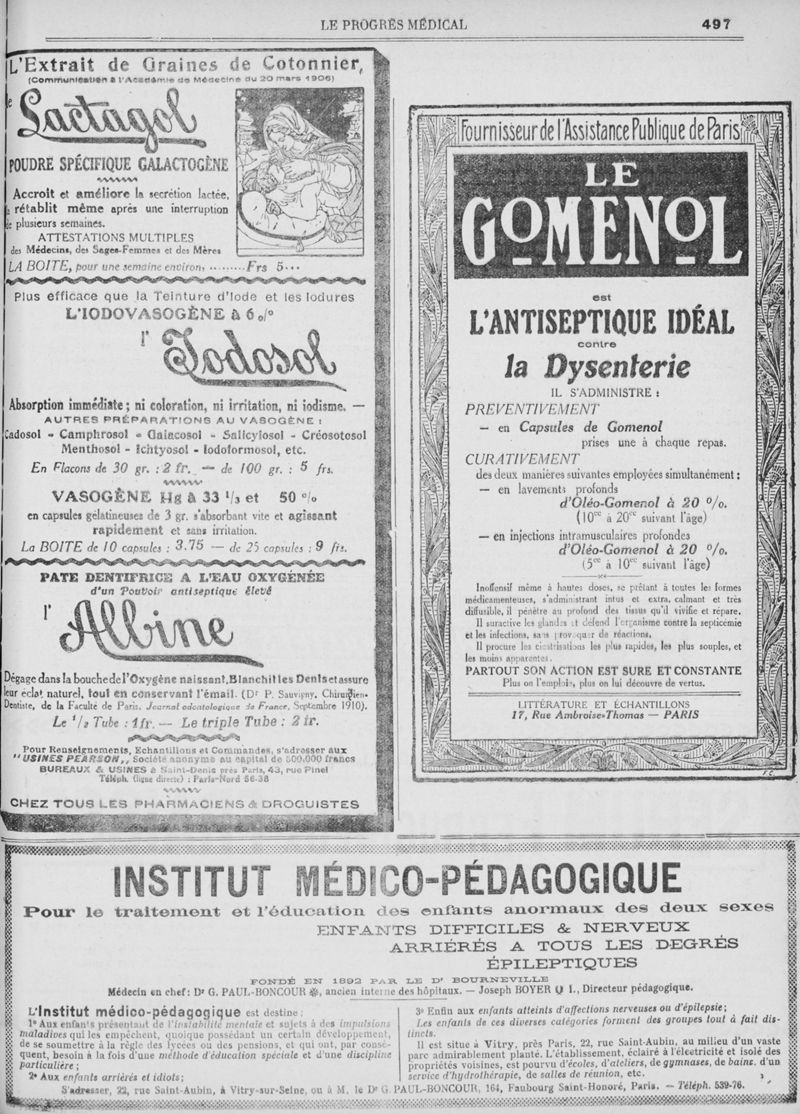 LE PROGRÈS MÉDICAL
497
L'Extrait de Graines de Cotonnier,
(Communication à l'Académie de Médecine du 20 mars 1906)
le
Lactagol
POUDRE SPÉCIFIQUE GALACTOGÈNE
Accroît et améliore la secrétion lactée,
la rétablit même après une interruption
de plusieurs semaines.
ATTESTATIONS MULTIPLES
des Médecins, des Sages-Femmes et des Mères
LA BOITE, pour une semaine environ, ......... Frs 5...
Plus efficace que la Teinture d'Iode et les Iodures
L'IODOVASOGÈNE à 6 o/o
l'Iodosol
Absorption immédiate; ni coloration, ni irritation, ni iodisme. —
AUTRES PRÉPARATIONS AU VASOGÈNE :
Cadosol - Camphrosol - Gaiacosol - Salicylosol - Créosotosol
Menthosol - Ichtyosol - Iodoformosol, etc.
En Flacons de 30 gr. : 2 fr. — de 100 gr. : 5 frs.
VASOGÈNE Hg à 33 1/3 et 50 o/o
en capsules gélatineuses de 3 gr. s'absorbant vite et agissant
rapidement et sans irritation.
La BOITE de 10 capsules : 3.75 — de 25 capsules : 9 frs.
PATE DENTIFRICE A L'EAU OXYGÉNÉE
d'un Pouvoir antiseptique élevé
l'Albine
Dégage dans la bouche de l'Oxygène naissant, Blanchit les Dents et assure
leur éclat naturel, tout en conservant l'émail. (Dr P. Sauvigny, Chirurgien-
Dentiste, de la Faculté de Paris. Journal odontologique de France, Septembre 1910).
Le 1/2 Tube : 1 fr. — Le triple Tube : 2 fr.
Pour Renseignements, Echantillons et Commandes, s'adresser aux
"USINES PEARSON,, Société anonyme au capital de 500.000 francs
BUREAUX & USINES à Saint-Denis près Paris, 43, rue Pinel
Téléph. (ligne directe) : Paris-Nord 56-38
CHEZ TOUS LES PHARMACIENS & DROGUISTES
Fournisseur de l'Assistance Publique de Paris
LE
GOMENOL
est
L'ANTISEPTIQUE IDÉAL
contre
la Dysenterie
IL S'ADMINISTRE :
PREVENTIVEMENT
— en Capsules de Gomenol
prises une à chaque repas.
CURATIVEMENT
des deux manières suivantes employées simultanément :
— en lavements profonds
d'Oléo-Gomenol à 20 %.
(10cc à 20cc suivant l'âge)
— en injections intramusculaires profondes
d'Oléo-Gomenol à 20 %.
(5cc à 10cc suivant l'âge)
Inoffensif même à hautes doses, se prêtant à toutes les formes
médicamenteuses, s'administrant intus et extra, calmant et très
diffusible, il pénètre au profond des tissus qu'il vivifie et répare.
Il suractive les glandes et défend l'organisme contre la septicémie
et les infections, sans provoquer de réactions.
Il procure les cicatrisations les plus rapides, les plus souples, et
les moins apparentes.
PARTOUT SON ACTION EST SURE ET CONSTANTE
Plus on l'emploie, plus on lui découvre de vertus.
LITTÉRATURE ET ÉCHANTILLONS
17, Rue Ambroise-Thomas — PARIS
INSTITUT MÉDICO-PÉDAGOGIQUE
Pour le traitement et l'éducation des enfants anormaux des deux sexes
ENFANTS DIFFICILES & NERVEUX
ARRIÉRÉS A TOUS LES DEGRÉS
ÉPILEPTIQUES
FONDÉ EN 1892 PAR LE Dr BOURNEVILLE
Médecin en chef: Dr G. PAUL-BONCOUR, ancien interne des hôpitaux. — Joseph BOYER I., Directeur pédagogique.
L'Institut médico-pédagogique est destiné :
1° Aux enfants présentant de l'instabilité mentale et sujets à des impulsions
maladives qui les empêchent, quoique possédant un certain développement,
de se soumettre à la règle des lycées ou des pensions, et qui ont, par consé-
quent, besoin à la fois d'une méthode d'éducation spéciale et d'une discipline
particulière ;
2° Aux enfants arriérés et idiots;
3° Enfin aux enfants atteints d'affections nerveuses ou d'épilepsie;
Les enfants de ces diverses catégories forment des groupes tout à fait dis-
tincts.
Il est situé à Vitry, près Paris, 22, rue Saint-Aubin, au milieu d'un vaste
parc admirablement planté. L'établissement, éclairé à l'électricité et isolé des
propriétés voisines, est pourvu d'écoles, d'ateliers, de gymnases, de bains, d'un
service d'hydrothérapie, de salles de réunion, etc.
S'adresser, 22, rue Saint-Aubin, à Vitry-sur-Seine, ou à M. le Dr G. PAUL-BONCOUR, 164, Faubourg Saint-Honoré, Paris. — Téléph. 539-76.